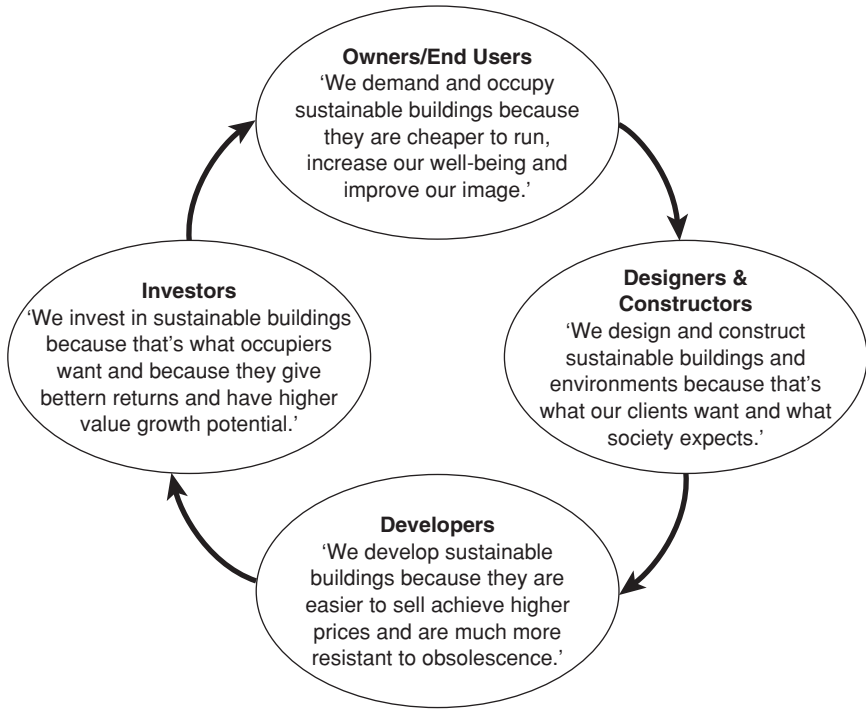 Owners/End Users
‘We demand and occupy
sustainable buildings because
they are cheaper to run,
increase our well-being and
improve our image.’
Designers &
Constructors
‘We design and construct
sustainable buildings and
environments because that’s
what our clients want and what
society expects.’
Developers
‘We develop sustainable
buildings because they are
easier to sell achieve higher
prices and are much more
resistant to obsolescence.’
Investors
‘We invest in sustainable buildings
because that’s what occupiers
want and because they give
bettern returns and have higher
value growth potential.’